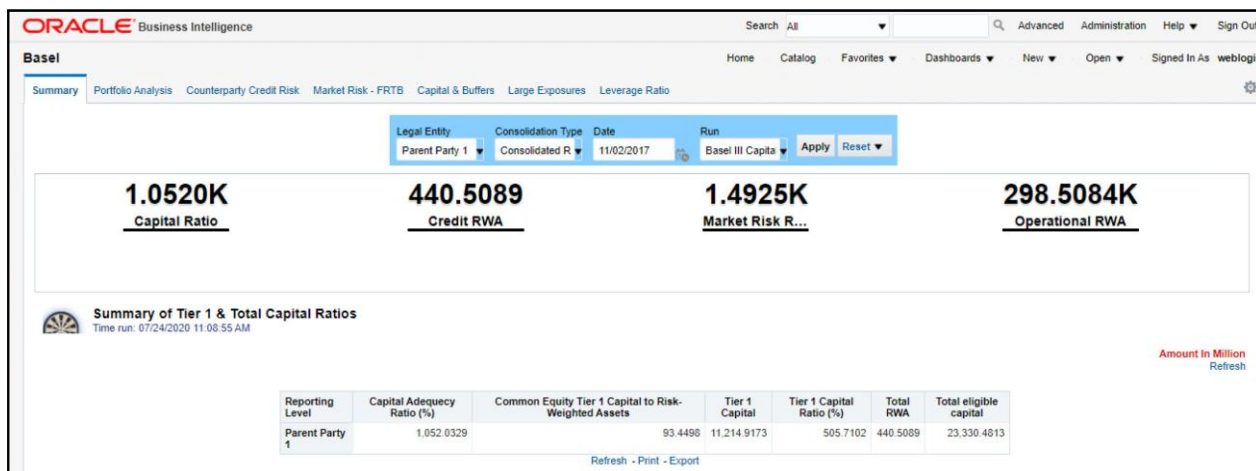 ORACLE Business Intelligence
Search All
Advanced Administration Help Sign Out
Basel
Home Catalog Favorites Dashboards New Open Signed In As weblogi
Summary Portfolio Analysis Counterparty Credit Risk Market Risk - FRTB Capital & Buffers Large Exposures Leverage Ratio
Legal Entity Consolidation Type Date Run
Parent Party 1 Consolidated R 11/02/2017 Basel III Capita Apply Reset
1.0520K 440.5089 1.4925K 298.5084K
Capital Ratio Credit RWA Market Risk R... Operational RWA
Summary of Tier 1 & Total Capital Ratios
Time run: 07/24/2020 11:08:55 AM
Amount In Million
Refresh
Reporting Level Capital Adequecy Ratio (%) Common Equity Tier 1 Capital to Risk-Weighted Assets Tier 1 Capital Tier 1 Capital Ratio (%) Total RWA Total eligible capital
Parent Party 1 1,052.0329 93.4498 11,214.9173 505.7102 440.5089 23,330.4813
Refresh - Print - Export